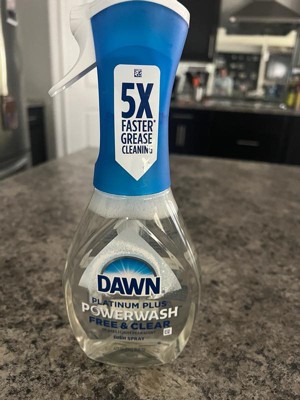 5X
FASTER*
GREASE
CLEANING
DAWN
PLATINUM PLUS
POWERWASH
FREE & CLEAR
DISH SPRAY